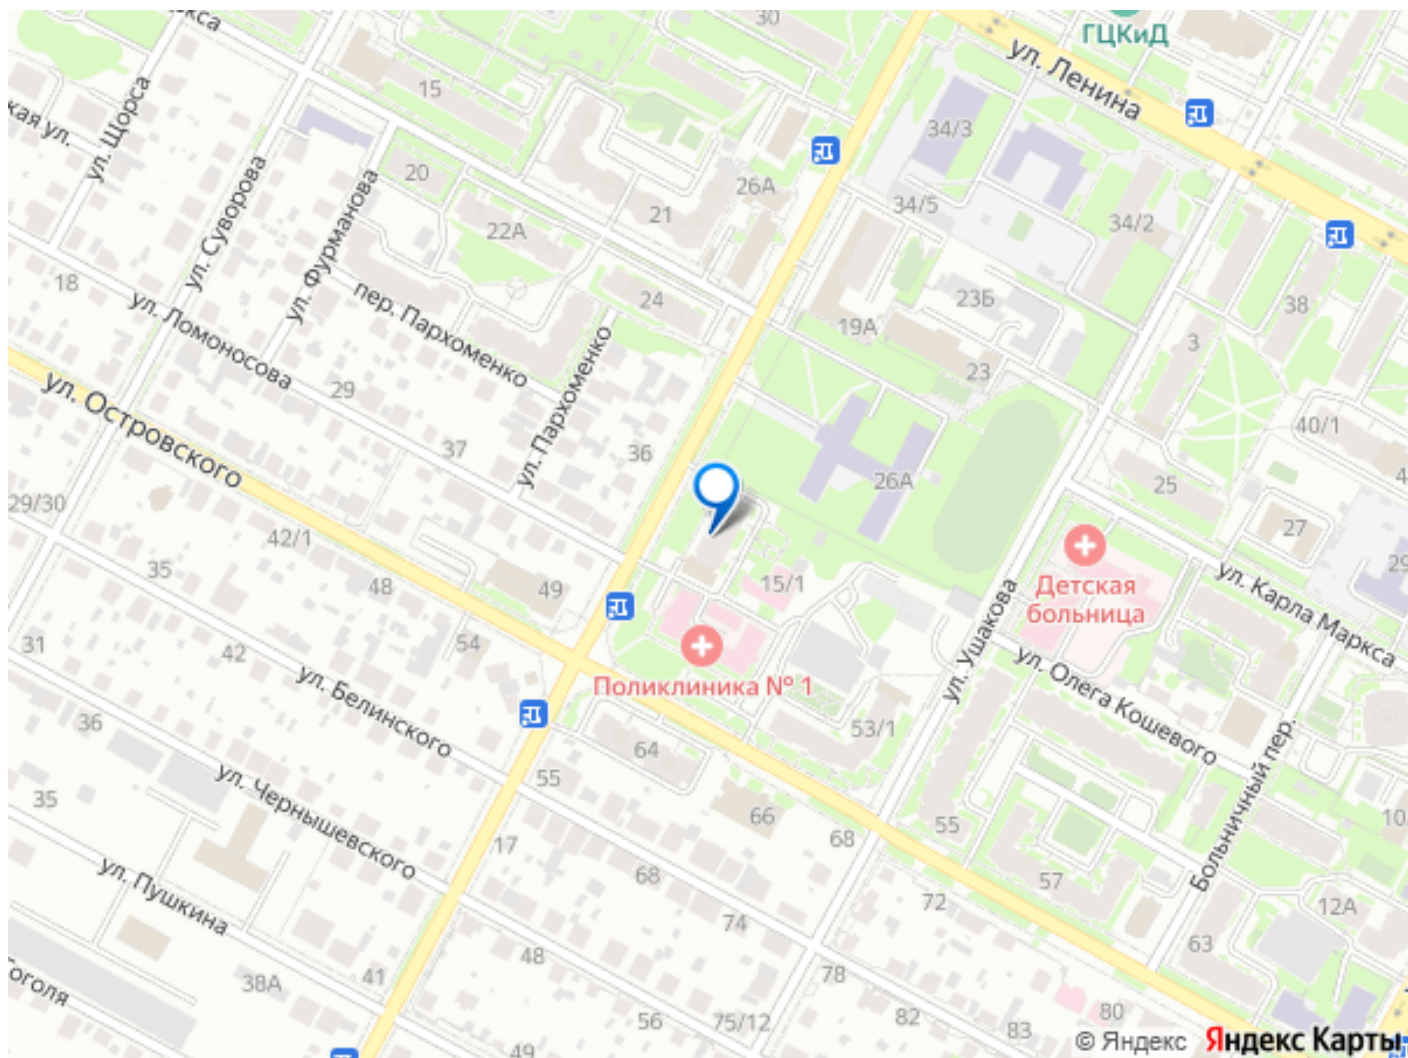 30
ГЦКиД
ул. Ленина
15
ул. Щорса
кая ул.
34/3
20
26А
21
34/5
34/2
ул. Суворова
ул. Фурманова
22А
18
пер. Пархоменко
24
23Б
38
ул. Ломоносова
19А
3
23
29
ул. Островского
ул. Пархоменко
37
36
40/1
26А
25
29/30
27
42/1
Детская
больница
35
48
49
15/1
ул. Карла Маркса
31
42
54
ул. Ушакова
ул. Олега Кошевого
Поликлиника № 1
ул. Белинского
36
64
53/1
Больничный пер.
55
ул. Чернышевского
35
66
68
55
17
57
68
ул. Пушкина
72
74
12А
63
48
78
38А
41
82
80
56
75/12
83
49
© Яндекс
Яндекс Карты